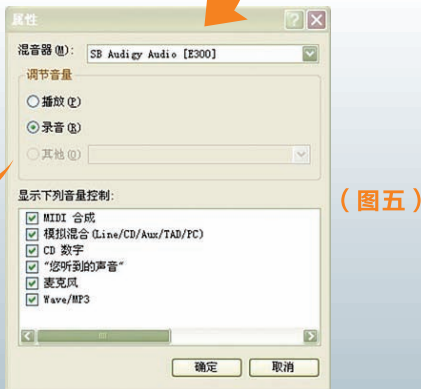 属性
混音器(M): SB Audigy Audio [E300]
调节音量
播放(P)
录音(R)
其他(O)
显示下列音量控制:
MIDI 合成
模拟混合(Line/CD/Aux/TAD/PC)
CD 数字
“您听到的声音”
麦克风
Wave/MP3
确定 取消
(图五)